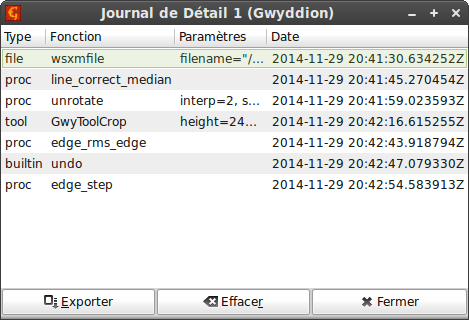 Journal de Détail 1 (Gwyddion)
Type Fonction Paramètres Date
file wsxmfile filename="/... 2014-11-29 20:41:30.634252Z
proc line_correct_median 2014-11-29 20:41:45.270454Z
proc unrotate interp=2, s... 2014-11-29 20:41:59.023593Z
tool GwyToolCrop height=24... 2014-11-29 20:42:16.615255Z
proc edge_rms_edge 2014-11-29 20:42:43.918794Z
builtin undo 2014-11-29 20:42:47.079330Z
proc edge_step 2014-11-29 20:42:54.583913Z
Exporter Effacer Fermer